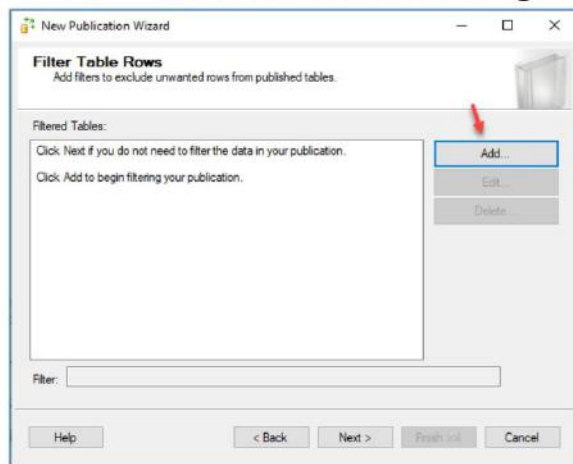 New Publication Wizard
Filter Table Rows
Add filters to exclude unwanted rows from published tables.
Filtered Tables:
Click Next if you do not need to filter the data in your publication.
Click Add to begin filtering your publication.
Add...
Edit...
Delete...
Filter:
Help
< Back
Next >
Finish >>|
Cancel